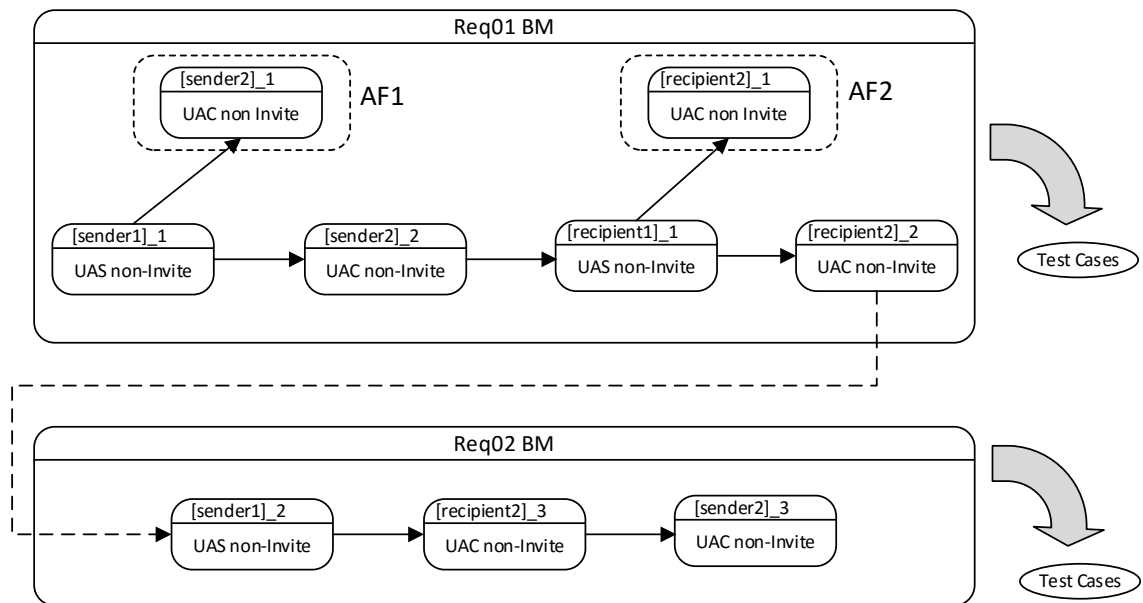 Req01 BM
[sender2]_1
UAC non Invite
AF1
[recipient2]_1
UAC non Invite
AF2
[sender1]_1
UAS non-Invite
[sender2]_2
UAC non-Invite
[recipient1]_1
UAS non-Invite
[recipient2]_2
UAC non-Invite
Test Cases
Req02 BM
[sender1]_2
UAS non-Invite
[recipient2]_3
UAC non-Invite
[sender2]_3
UAC non-Invite
Test Cases